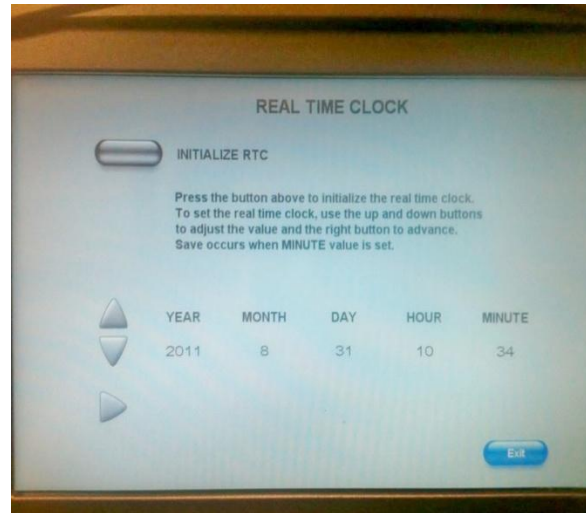 REAL TIME CLOCK
INITIALIZE RTC
Press the button above to initialize the real time clock.
To set the real time clock, use the up and down buttons
to adjust the value and the right button to advance.
Save occurs when MINUTE value is set.
YEAR MONTH DAY HOUR MINUTE
2011 8 31 10 34
Exit